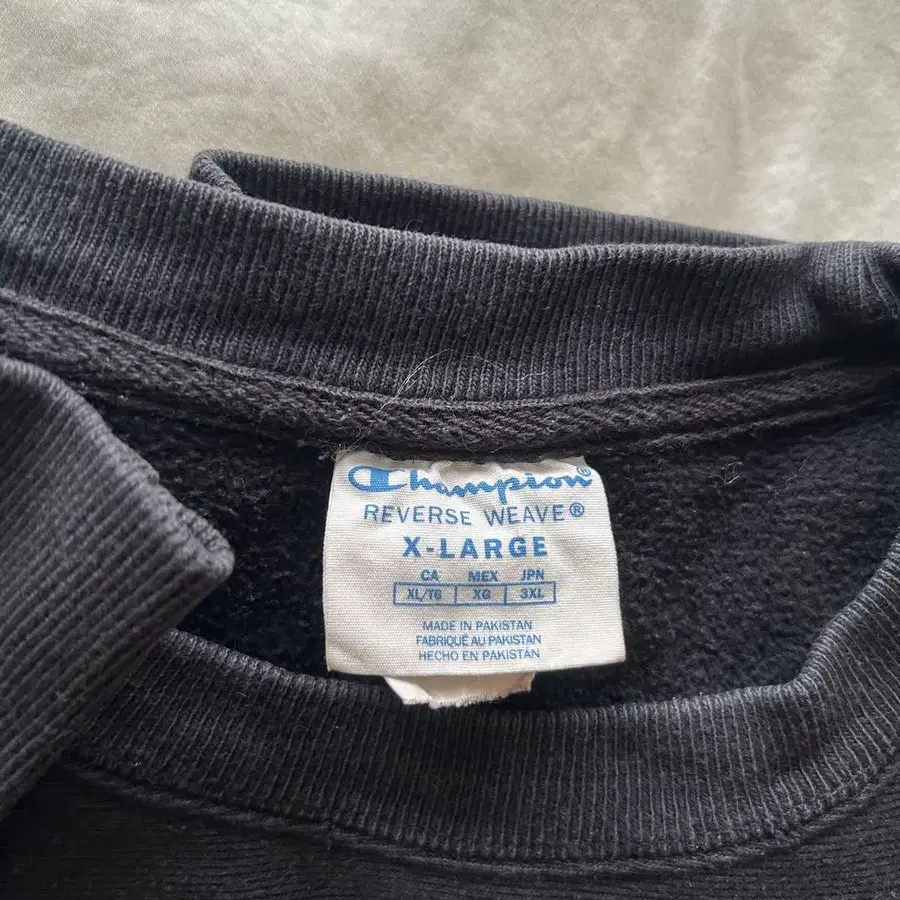 Champion
REVERSE WEAVE®
X-LARGE
CA MEX JPN
XL/TG XG 3XL
MADE IN PAKISTAN
FABRIQUÉ AU PAKISTAN
HECHO EN PAKISTÁN